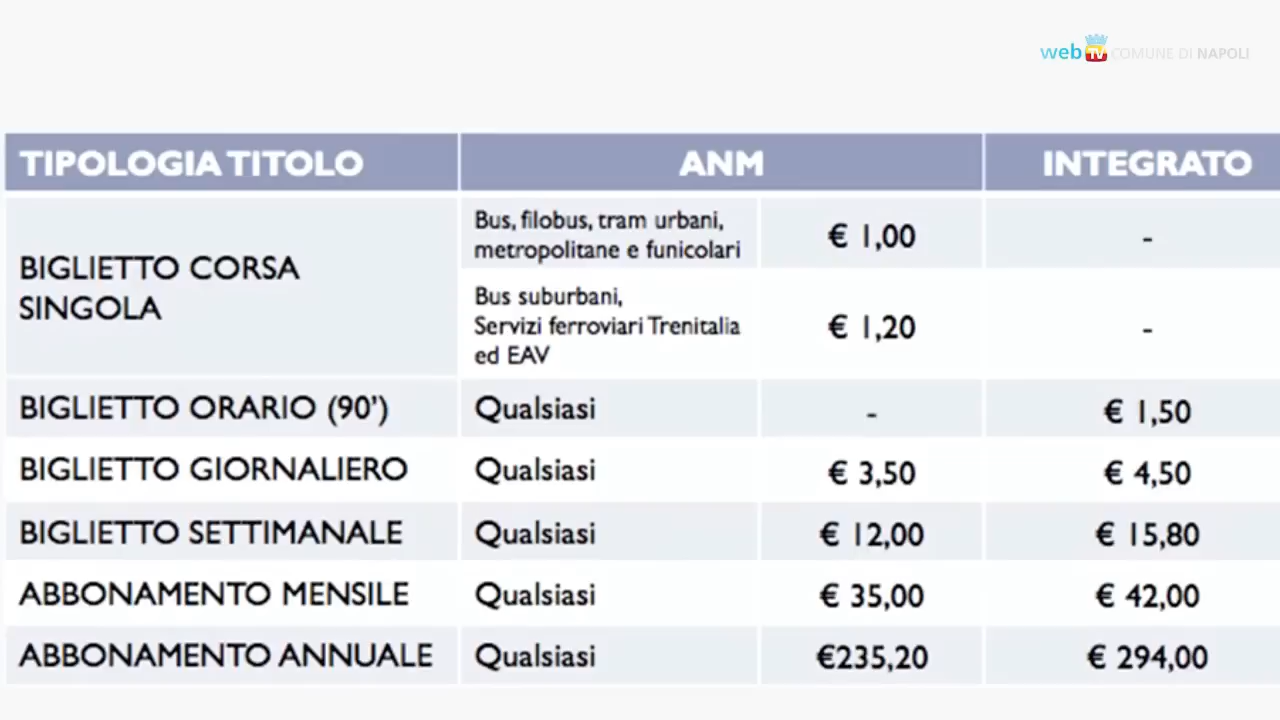 web TV COMUNE DI NAPOLI
TIPOLOGIA TITOLO ANM INTEGRATO
BIGLIETTO CORSA
SINGOLA
Bus, filobus, tram urbani,
metropolitane e funicolari
€ 1,00 -
Bus suburbani,
Servizi ferroviari Trenitalia
ed EAV
€ 1,20 -
BIGLIETTO ORARIO (90’) Qualsiasi - € 1,50
BIGLIETTO GIORNALIERO Qualsiasi € 3,50 € 4,50
BIGLIETTO SETTIMANALE Qualsiasi € 12,00 € 15,80
ABBONAMENTO MENSILE Qualsiasi € 35,00 € 42,00
ABBONAMENTO ANNUALE Qualsiasi €235,20 € 294,00